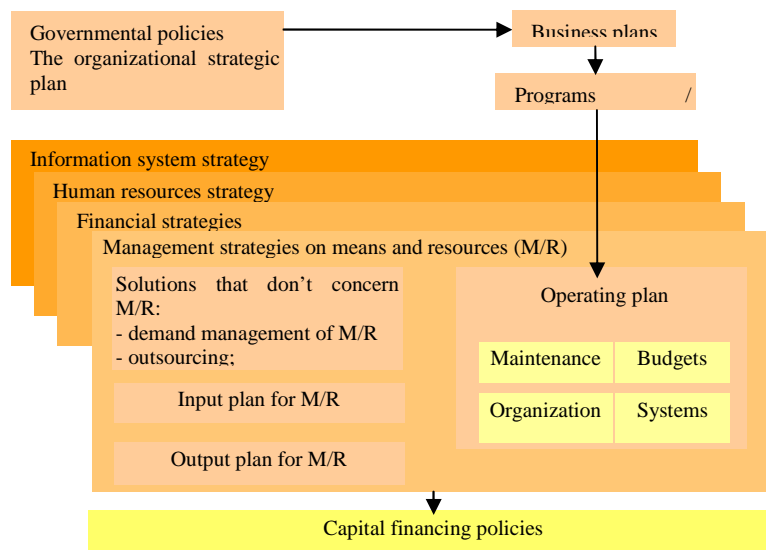 Governmental policies
The organizational strategic
plan
Business plans
Programs /
Information system strategy
Human resources strategy
Financial strategies
Management strategies on means and resources (M/R)
Solutions that don't concern
M/R:
- demand management of M/R
- outsourcing;
Input plan for M/R
Output plan for M/R
Operating plan
Maintenance
Budgets
Organization
Systems
Capital financing policies